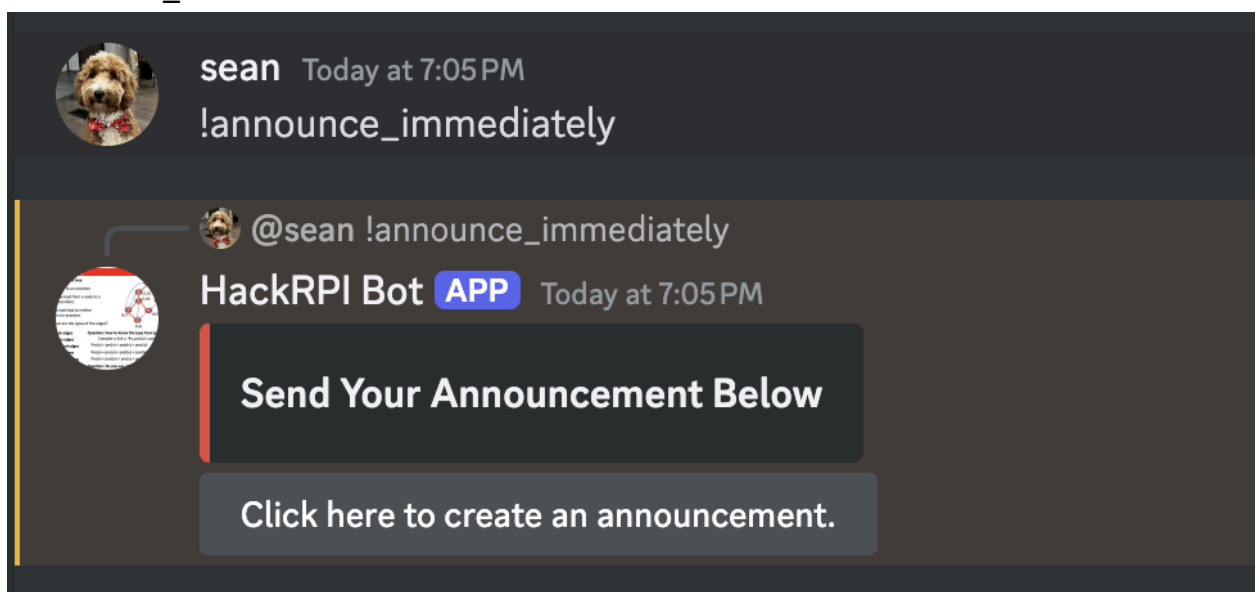 sean Today at 7:05 PM
!announce_immediately
@sean !announce_immediately
HackRPI Bot APP Today at 7:05 PM
Send Your Announcement Below
Click here to create an announcement.